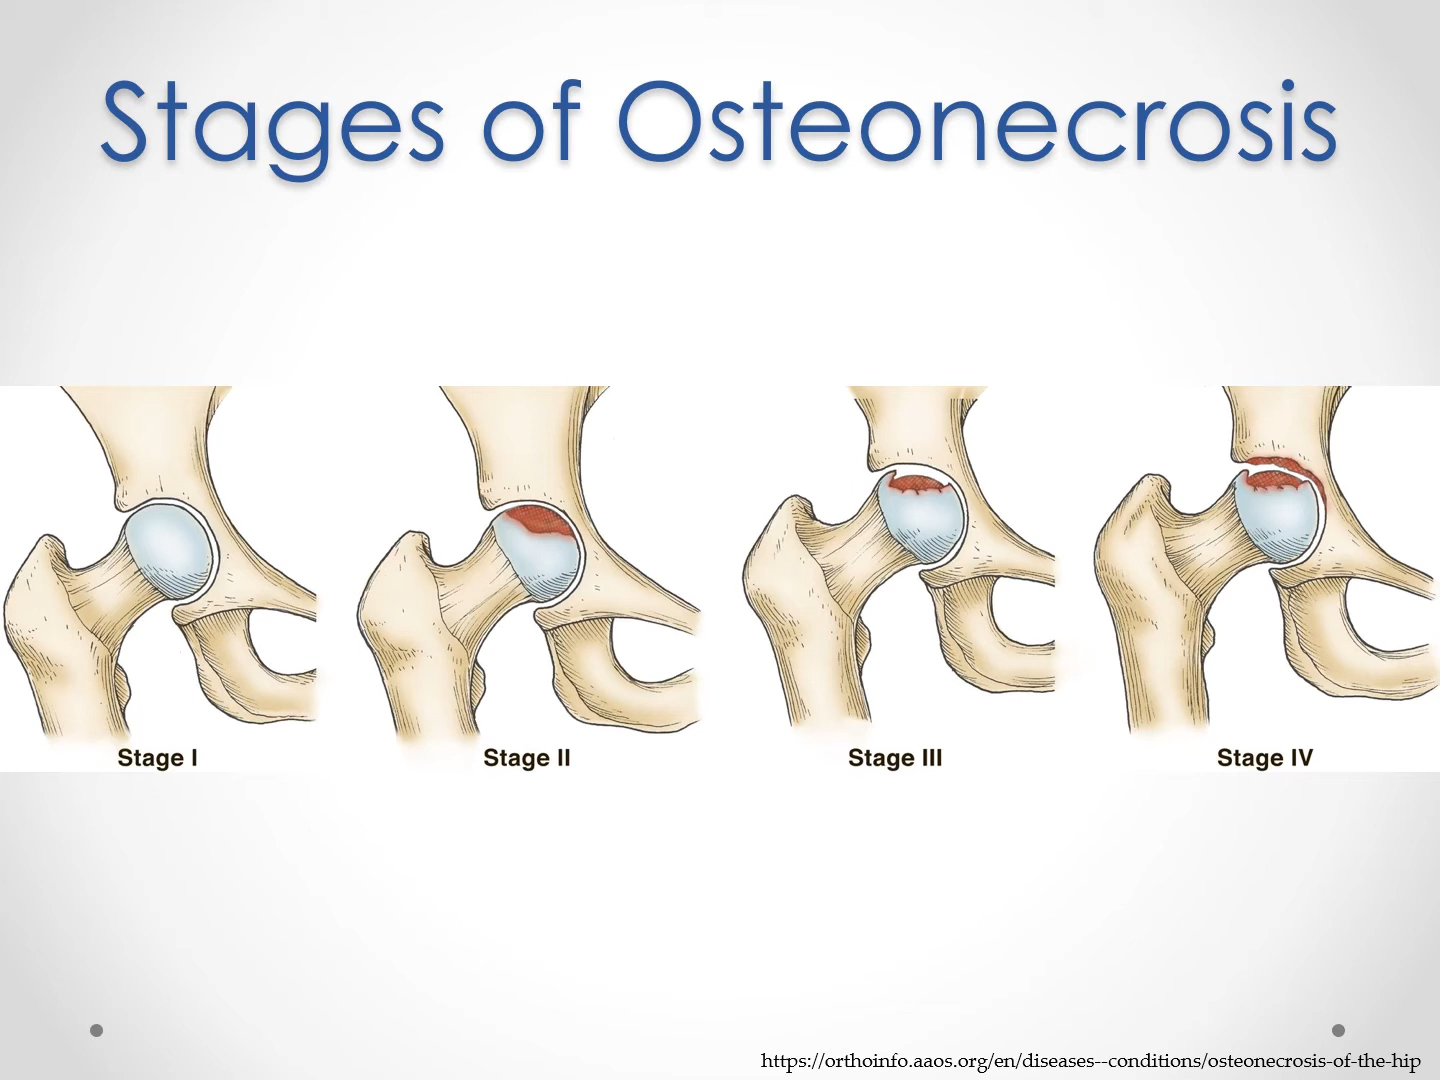 Stages of Osteonecrosis
Stage I
Stage II
Stage III
Stage IV
https://orthoinfo.aaos.org/en/diseases--conditions/osteonecrosis-of-the-hip